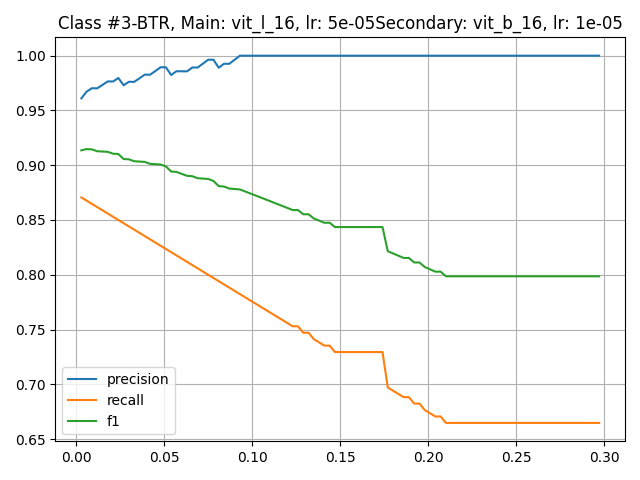 Class #3-BTR, Main: vit_l_16, lr: 5e-05Secondary: vit_b_16, lr: 1e-05
1.00
0.95
0.90
0.85
0.80
0.75
0.70
0.65
precision
recall
f1
0.00 0.05 0.10 0.15 0.20 0.25 0.30